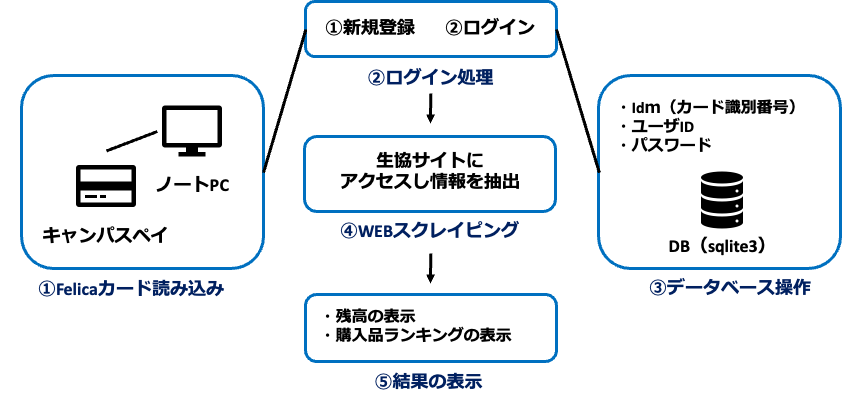 ①新規登録　②ログイン
②ログイン処理
ノートPC
キャンパスペイ
①Felicaカード読み込み
生協サイトに
アクセスし情報を抽出
④WEBスクレイピング
・残高の表示
・購入品ランキングの表示
⑤結果の表示
・Idm（カード識別番号）
・ユーザID
・パスワード
DB（sqlite3）
③データベース操作